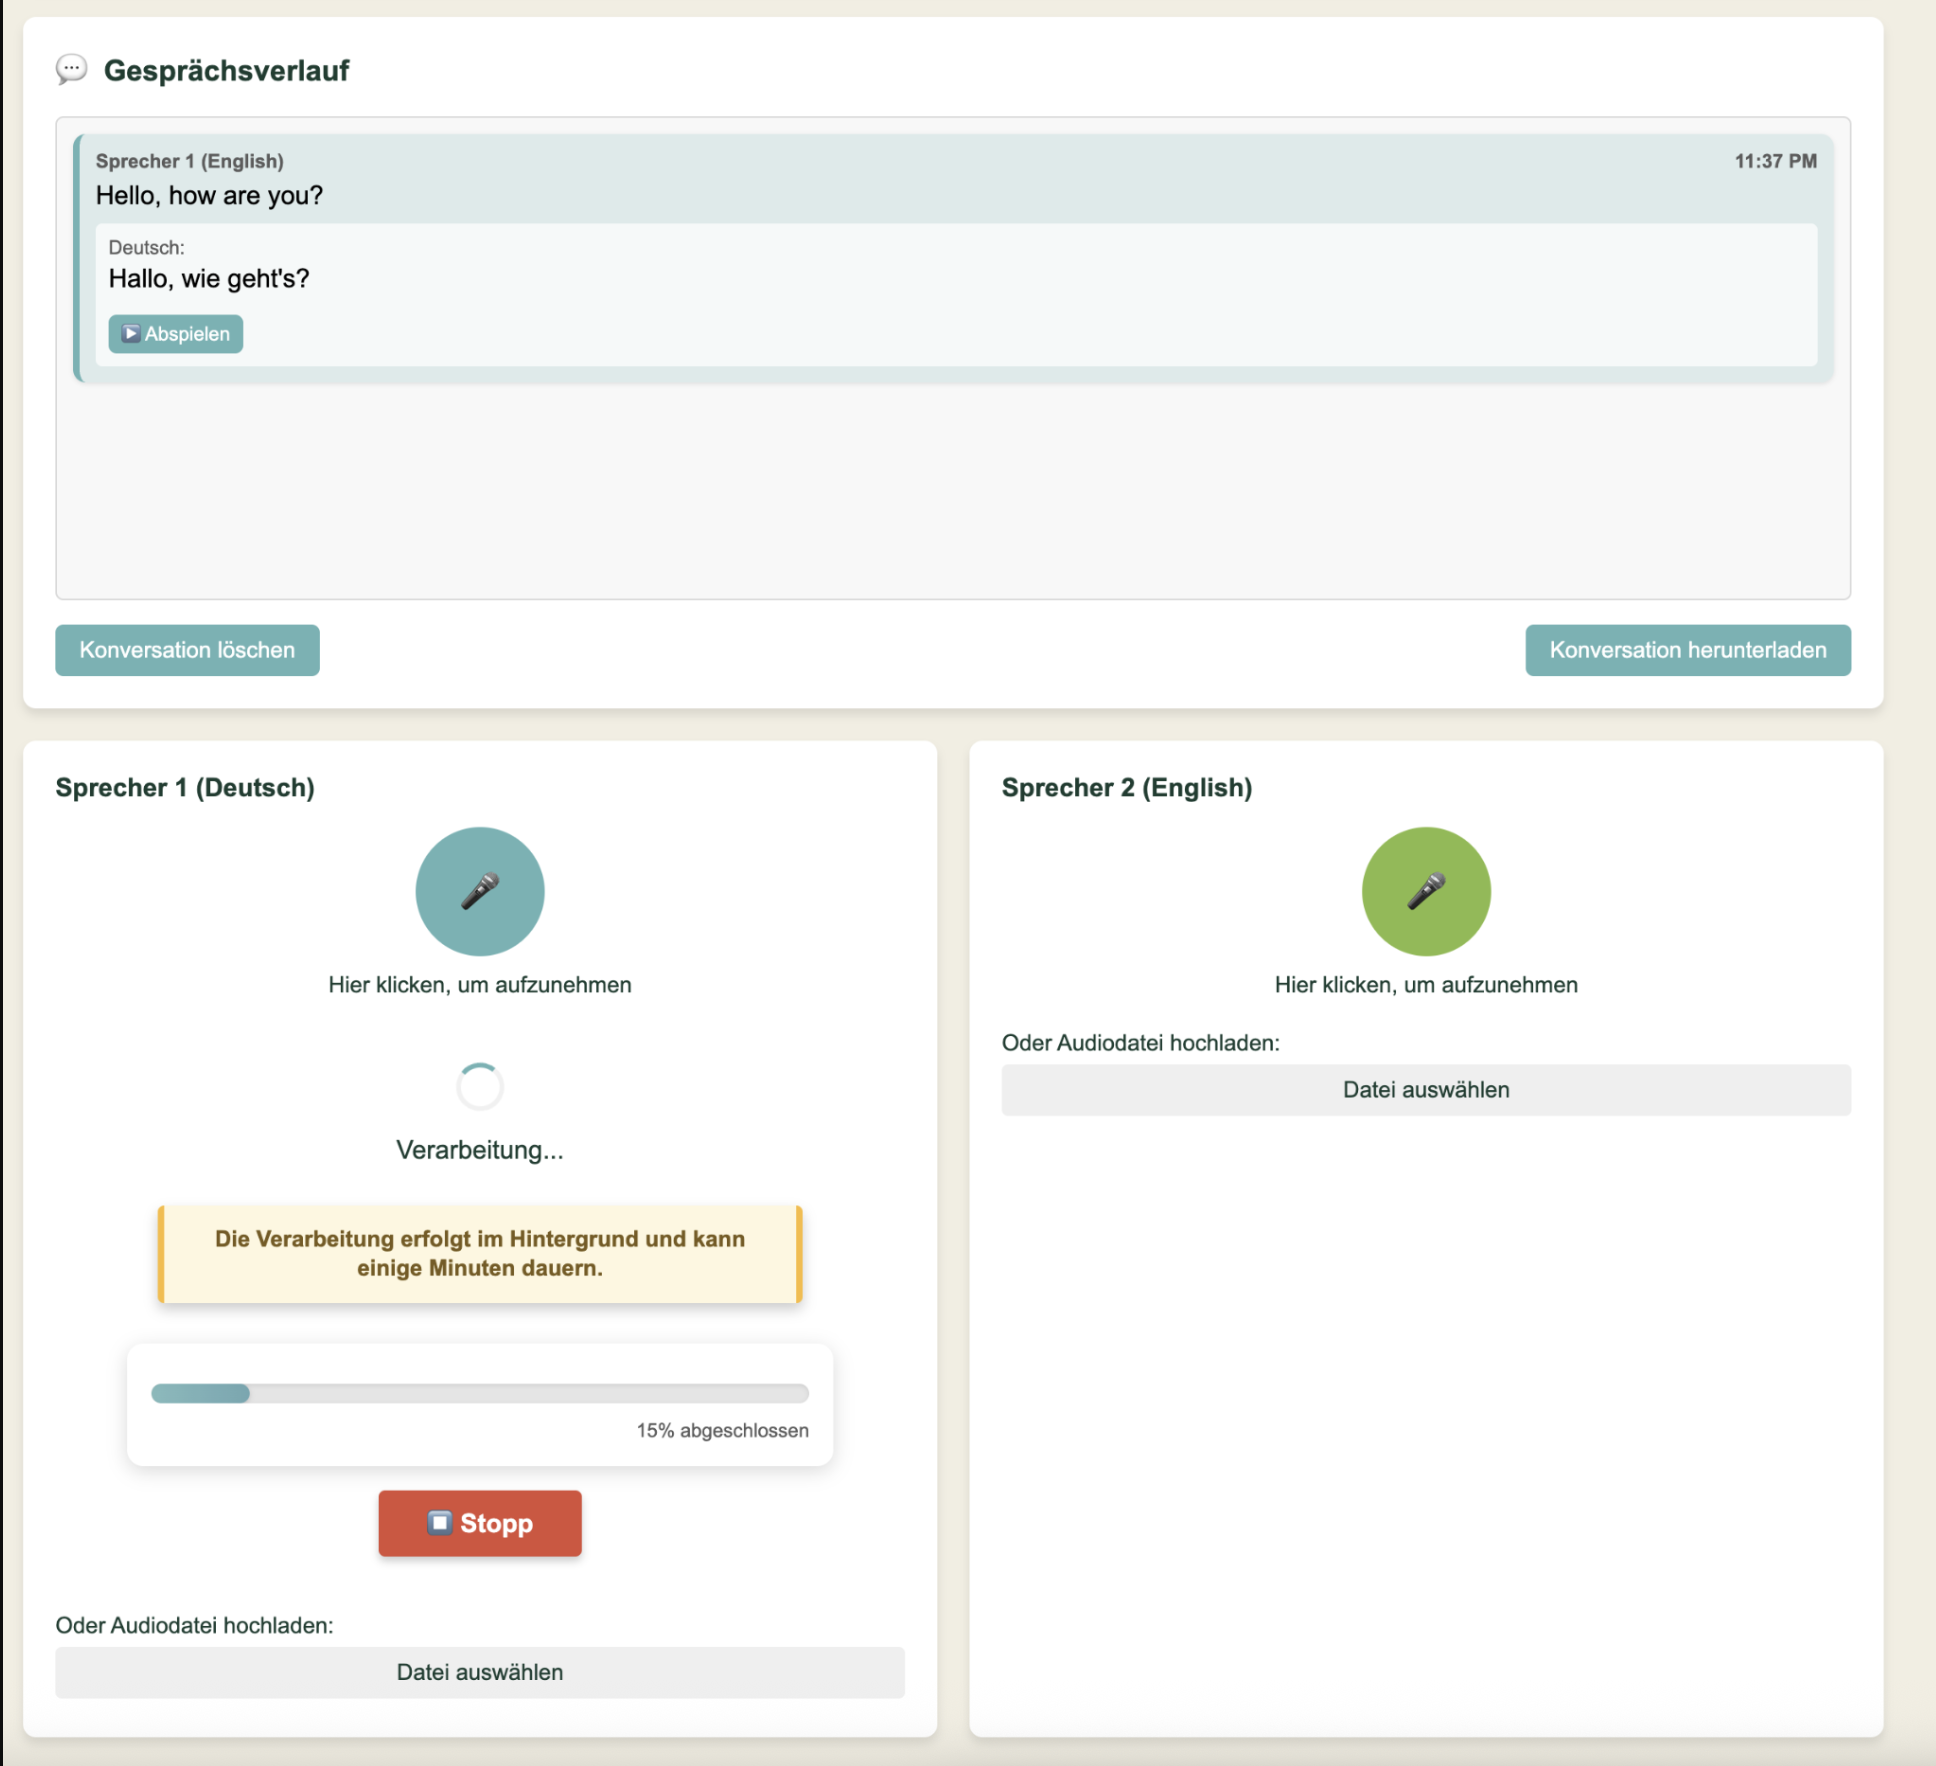 Gesprächsverlauf
Sprecher 1 (English)
11:37 PM
Hello, how are you?
Deutsch:
Hallo, wie geht's?
Abspielen
Konversation löschen
Konversation herunterladen
Sprecher 1 (Deutsch)
Hier klicken, um aufzunehmen
Verarbeitung...
Die Verarbeitung erfolgt im Hintergrund und kann
einige Minuten dauern.
15% abgeschlossen
Stopp
Oder Audiodatei hochladen:
Datei auswählen
Sprecher 2 (English)
Hier klicken, um aufzunehmen
Oder Audiodatei hochladen:
Datei auswählen